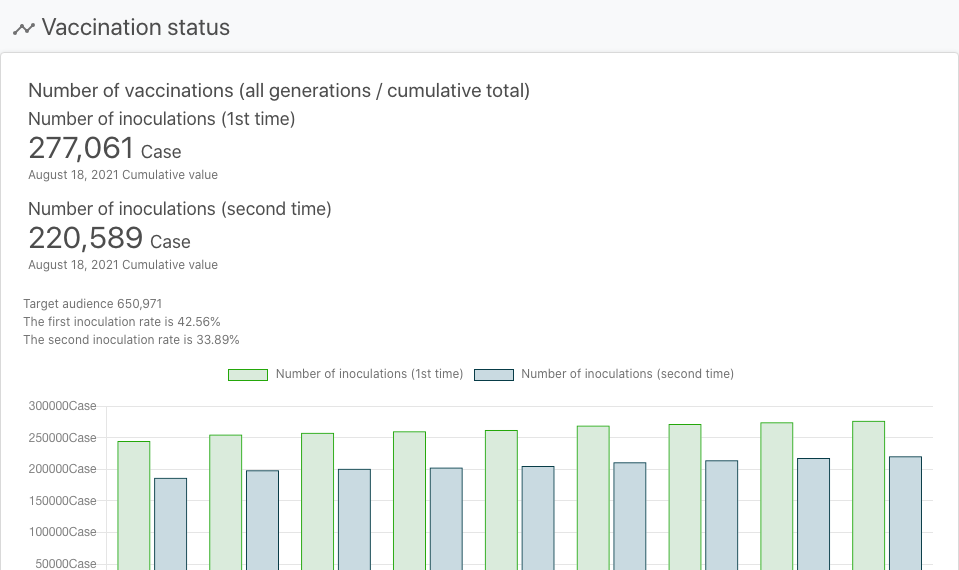 Vaccination status
Number of vaccinations (all generations / cumulative total)
Number of inoculations (1st time)
277,061 Case
August 18, 2021 Cumulative value
Number of inoculations (second time)
220,589 Case
August 18, 2021 Cumulative value
Target audience 650,971
The first inoculation rate is 42.56%
The second inoculation rate is 33.89%
Number of inoculations (1st time) Number of inoculations (second time)
300000Case
250000Case
200000Case
150000Case
100000Case
50000Case